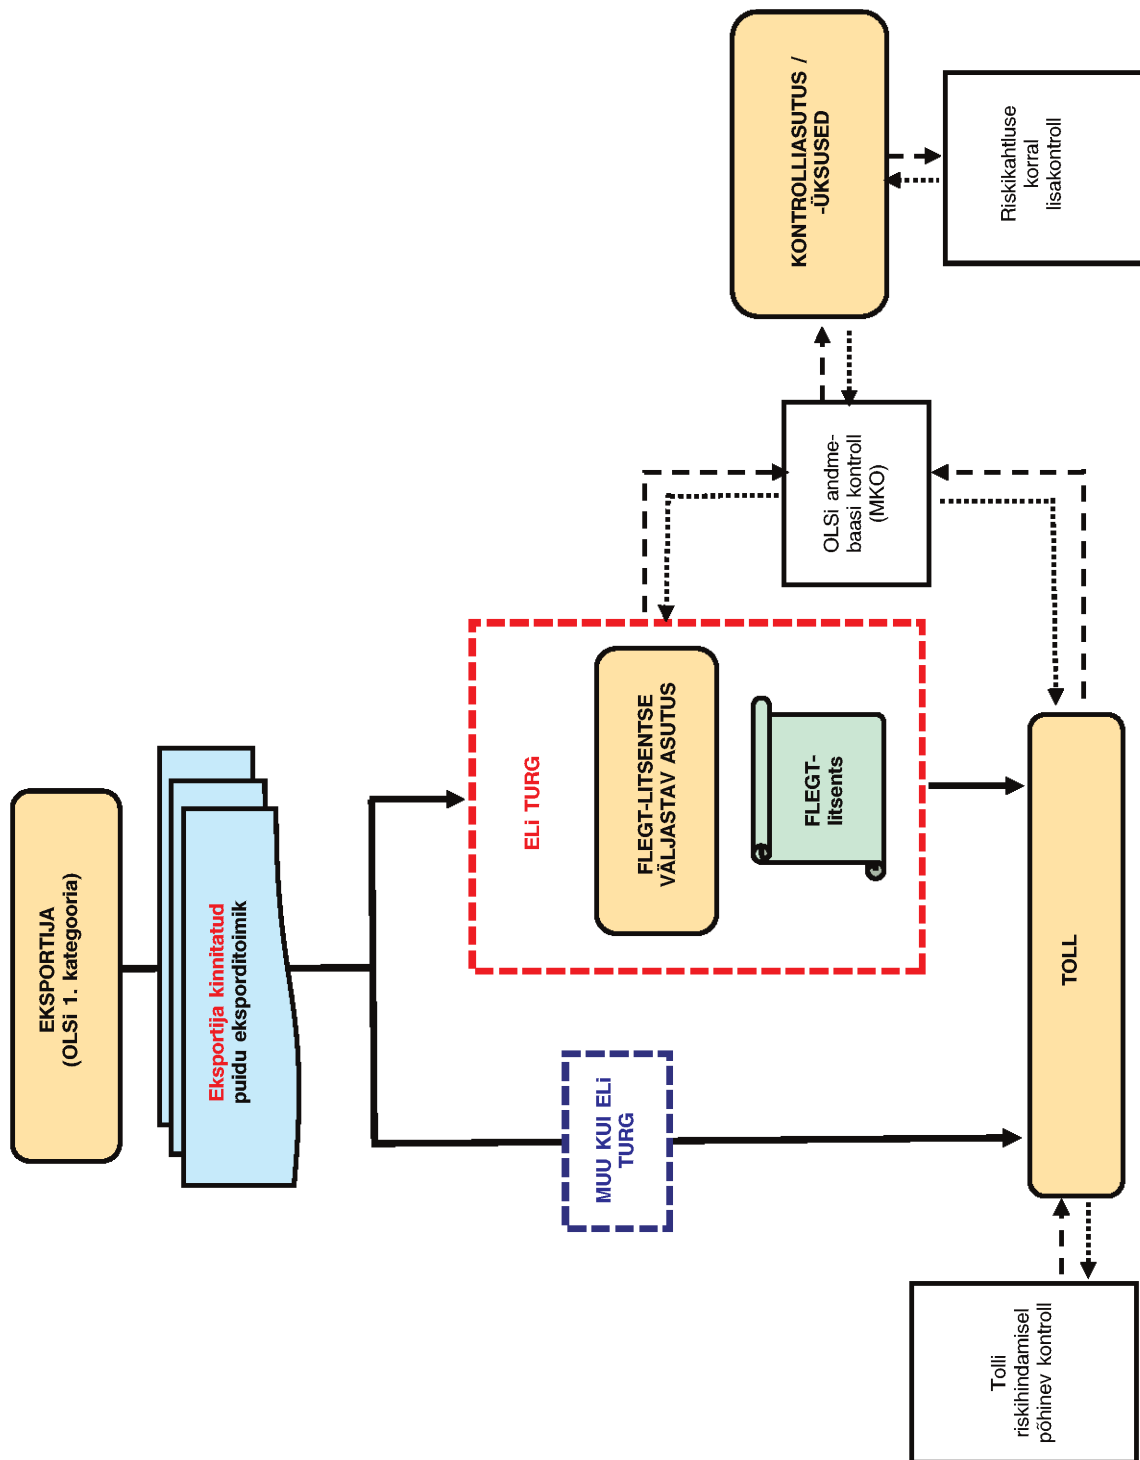 EKSPORTIJA
(OLSi 1. kategooria)
Eksportija kinnitatud
puidu eksporditoimik
MUU KUI ELi
TURG
ELi TURG
FLEGT-LITSENTSE
VÄLJASTAV ASUTUS
FLEGT-
litsents
OLSi andme-
baasi kontroll
(MKO)
KONTROLLIASUTUS /
-ÜKSUSED
Riskikahtluse
korral
lisakontroll
TOLL
Tolli
riskihindamisel
põhinev kontroll